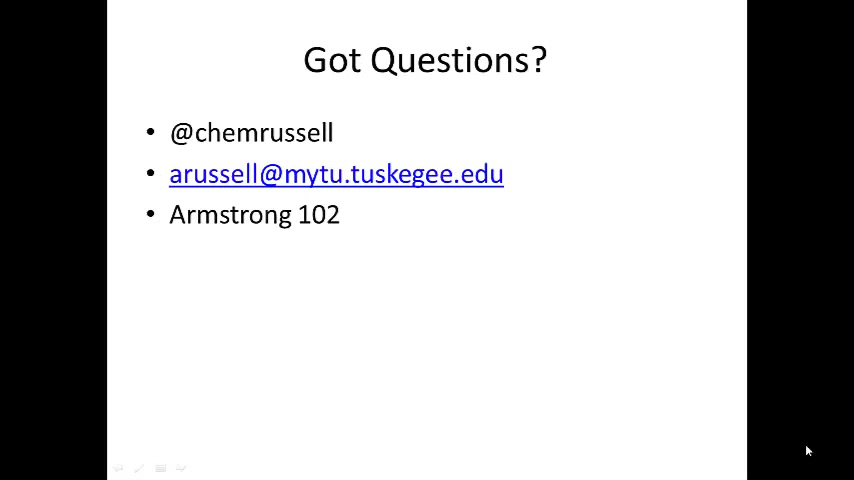 Got Questions?
• @chemrussell
• arussell@mytu.tuskegee.edu
• Armstrong 102